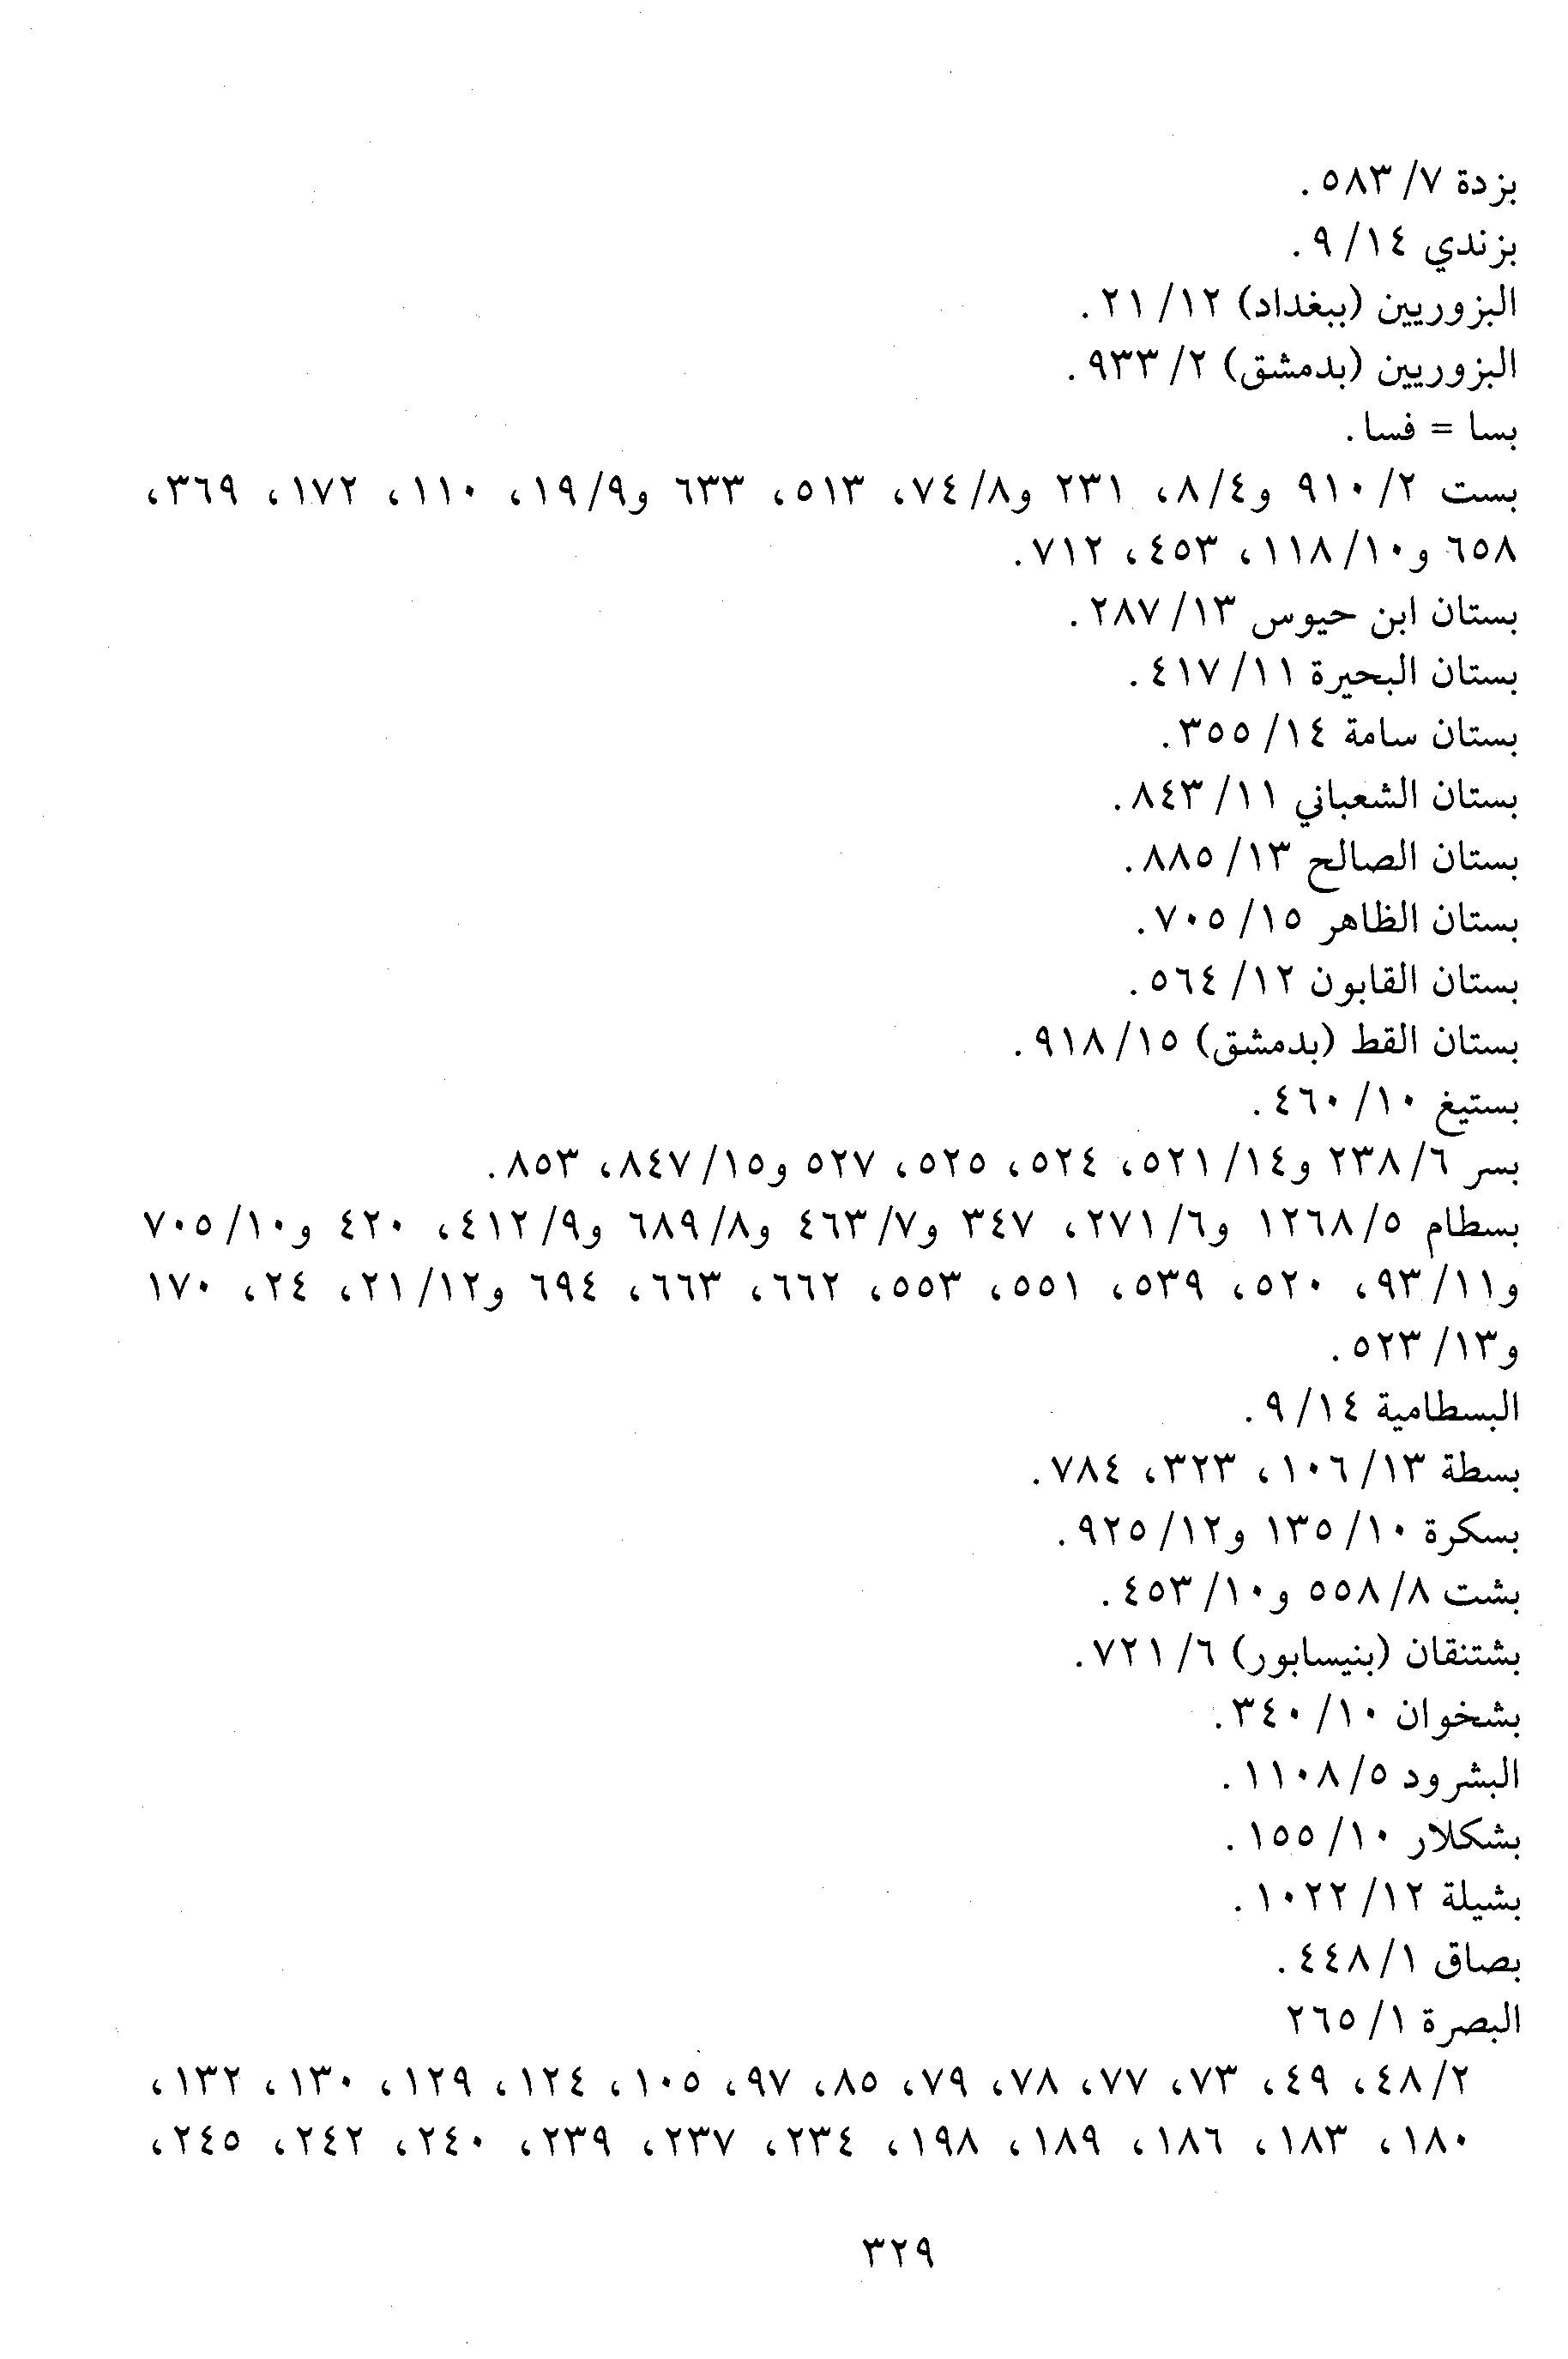 بزدة ٧/ ٥٨٣.
بزندي ١٤/ ٩.
البزوريين (ببغداد) ١٢/ ٢١.
البزوريين (بدمشق) ٢/ ٩٣٣.
بسا = فسا.
بست ٢/ ٩١٠ و٤/ ٨، ٢٣١ و٨/ ٧٤، ٥١٣، ٦٣٣ و٩/ ١٩، ١١٠، ١٧٢، ٣٦٩،
٦٥٨ و١٠/ ١١٨، ٤٥٣، ٧١٢.
بستان ابن حيوس ١٣/ ٢٨٧.
بستان البحيرة ١١/ ٤١٧.
بستان سامة ١٤/ ٣٥٥.
بستان الشعباني ١١/ ٨٤٣.
بستان الصالح ١٣/ ٨٨٥.
بستان الظاهر ١٥/ ٧٠٥.
بستان القابون ١٢/ ٥٦٤.
بستان القط (بدمشق) ١٥/ ٩١٨.
بستيغ ١٠/ ٤٦٠.
بسر ٦/ ٢٣٨ و١٤/ ٥٢١، ٥٢٤، ٥٢٥، ٥٢٧ و١٥/ ٨٤٧، ٨٥٣.
بسطام ٥/ ١٢٦٨ و٦/ ٢٧١، ٣٤٧ و٧/ ٤٦٣ و٨/ ٦٨٩ و٩/ ٤١٢، ٤٢٠ و١٠/ ٧٠٥
و١١/ ٩٣، ٥٢٠، ٥٣٩، ٥٥١، ٥٥٣، ٦٦٢، ٦٦٣، ٦٩٤ و١٢/ ٢١، ٢٤، ١٧٠
و١٣/ ٥٢٣.
البسطامية ١٤/ ٩.
بسطة ١٣/ ١٠٦، ٣٢٣، ٧٨٤.
بسكرة ١٠/ ١٣٥ و١٢/ ٩٢٥.
بشت ٨/ ٥٥٨ و١٠/ ٤٥٣.
بشتنقان (بنيسابور) ٦/ ٧٢١.
بشخوان ١٠/ ٣٤٠.
البشرود ٥/ ١١٠٨.
بشكلار ١٠/ ١٥٥.
بشيلة ١٢/ ١٠٢٢.
بصاق ١/ ٤٤٨.
البصرة ١/ ٢٦٥
٢/ ٤٨، ٤٩، ٧٣، ٧٧، ٧٨، ٧٩، ٨٥، ٩٧، ١٠٥، ١٢٤، ١٢٩، ١٣٠، ١٣٢،
١٨٠، ١٨٣، ١٨٦، ١٨٩، ١٩٨، ٢٣٤، ٢٣٧، ٢٣٩، ٢٤٠، ٢٤٢، ٢٤٥،
٣٢٩